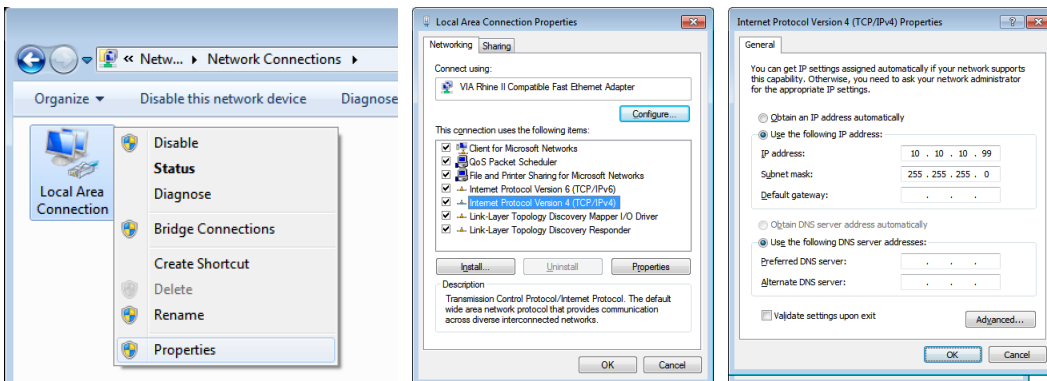 « Netw... ▸ Network Connections ▸
Organize ▾ Disable this network device Diagnose
Local Area
Connection
Disable
Status
Diagnose
Bridge Connections
Create Shortcut
Delete
Rename
Properties
Local Area Connection Properties
Networking Sharing
Connect using:
VIA Rhine II Compatible Fast Ethernet Adapter
Configure...
This connection uses the following items:
Client for Microsoft Networks
QoS Packet Scheduler
File and Printer Sharing for Microsoft Networks
Internet Protocol Version 6 (TCP/IPv6)
Internet Protocol Version 4 (TCP/IPv4)
Link-Layer Topology Discovery Mapper I/O Driver
Link-Layer Topology Discovery Responder
Install... Uninstall Properties
Description
Transmission Control Protocol/Internet Protocol. The default
wide area network protocol that provides communication
across diverse interconnected networks.
OK Cancel
Internet Protocol Version 4 (TCP/IPv4) Properties
General
You can get IP settings assigned automatically if your network supports
this capability. Otherwise, you need to ask your network administrator
for the appropriate IP settings.
Obtain an IP address automatically
Use the following IP address:
IP address: 10 . 10 . 10 . 99
Subnet mask: 255 . 255 . 255 . 0
Default gateway: . . .
Obtain DNS server address automatically
Use the following DNS server addresses:
Preferred DNS server: . . .
Alternate DNS server: . . .
Validate settings upon exit Advanced...
OK Cancel